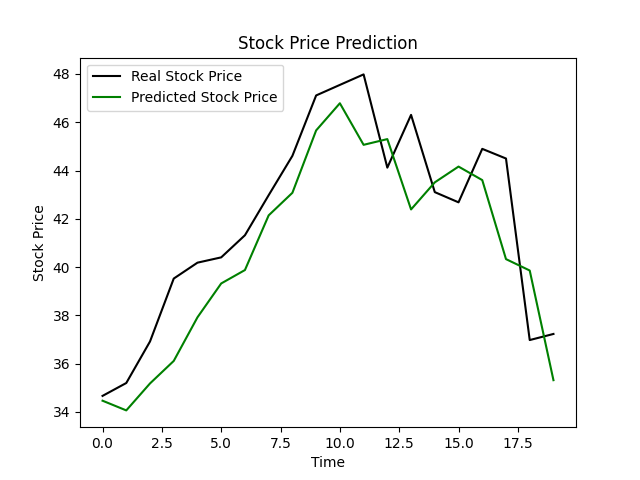 Stock Price Prediction
Real Stock Price
Predicted Stock Price
Stock Price
48
46
44
42
40
38
36
34
0.0 2.5 5.0 7.5 10.0 12.5 15.0 17.5
Time